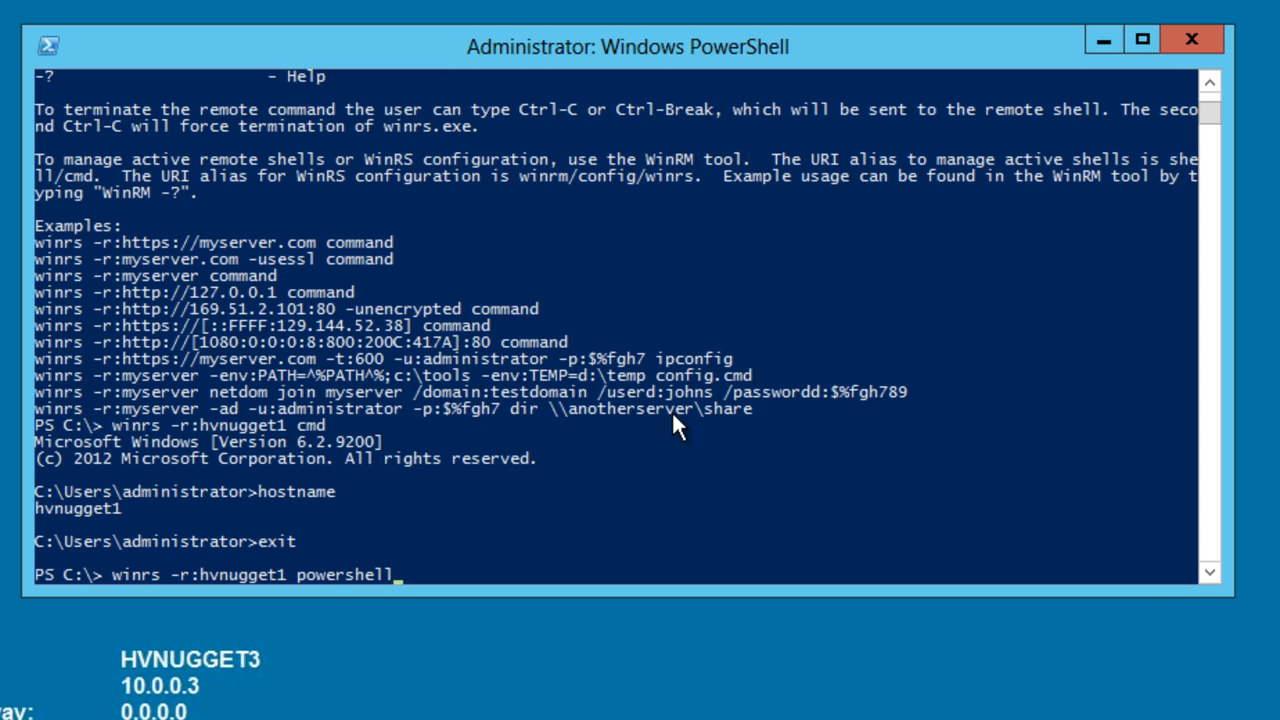 Administrator: Windows PowerShell
-? - Help
To terminate the remote command the user can type Ctrl-C or Ctrl-Break, which will be sent to the remote shell. The seco
nd Ctrl-C will force termination of winrs.exe.
To manage active remote shells or WinRS configuration, use the WinRM tool.  The URI alias to manage active shells is she
ll/cmd.  The URI alias for WinRS configuration is winrm/config/winrs.  Example usage can be found in the WinRM tool by t
yping "WinRM -?".
Examples:
winrs -r:https://myserver.com command
winrs -r:myserver.com -usessl command
winrs -r:myserver command
winrs -r:http://127.0.0.1 command
winrs -r:http://169.51.2.101:80 -unencrypted command
winrs -r:https://[::FFFF:129.144.52.38] command
winrs -r:http://[1080:0:0:0:8:800:200C:417A]:80 command
winrs -r:https://myserver.com -t:600 -u:administrator -p:$%fgh7 ipconfig
winrs -r:myserver -env:PATH=^%PATH^%;c:\tools -env:TEMP=d:\temp config.cmd
winrs -r:myserver netdom join myserver /domain:testdomain /userd:johns /passwordd:$%fgh789
winrs -r:myserver -ad -u:administrator -p:$%fgh7 dir \\anotherserver\share
PS C:\> winrs -r:hvnugget1 cmd
Microsoft Windows [Version 6.2.9200]
(c) 2012 Microsoft Corporation. All rights reserved.
C:\Users\administrator>hostname
hvnugget1
C:\Users\administrator>exit
PS C:\> winrs -r:hvnugget1 powershell_
HVNUGGET3
10.0.0.3
0.0.0.0